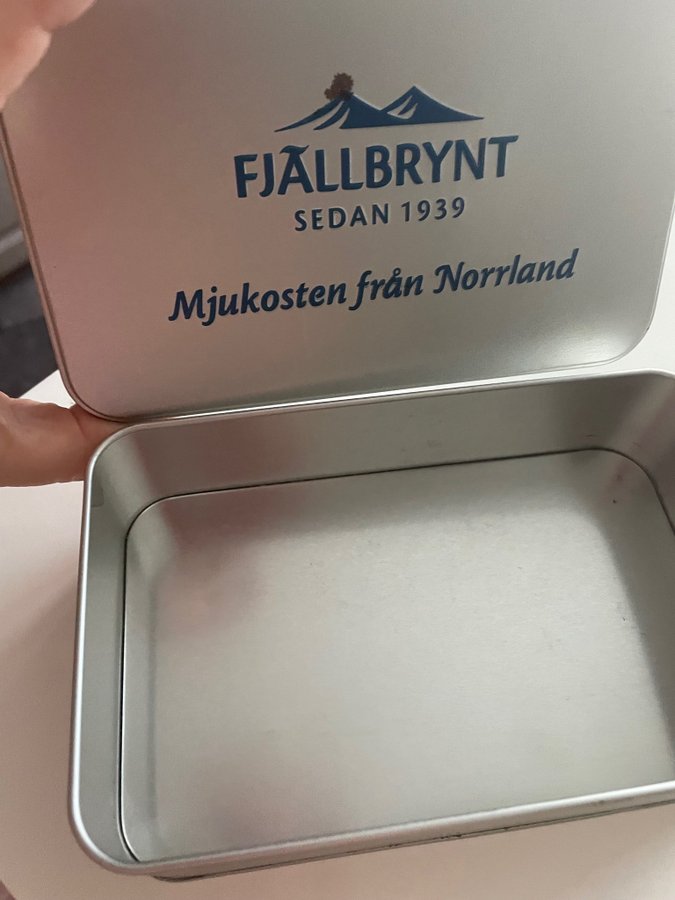 FJÄLLBRYNT
SEDAN 1939
Mjukosten från Norrland